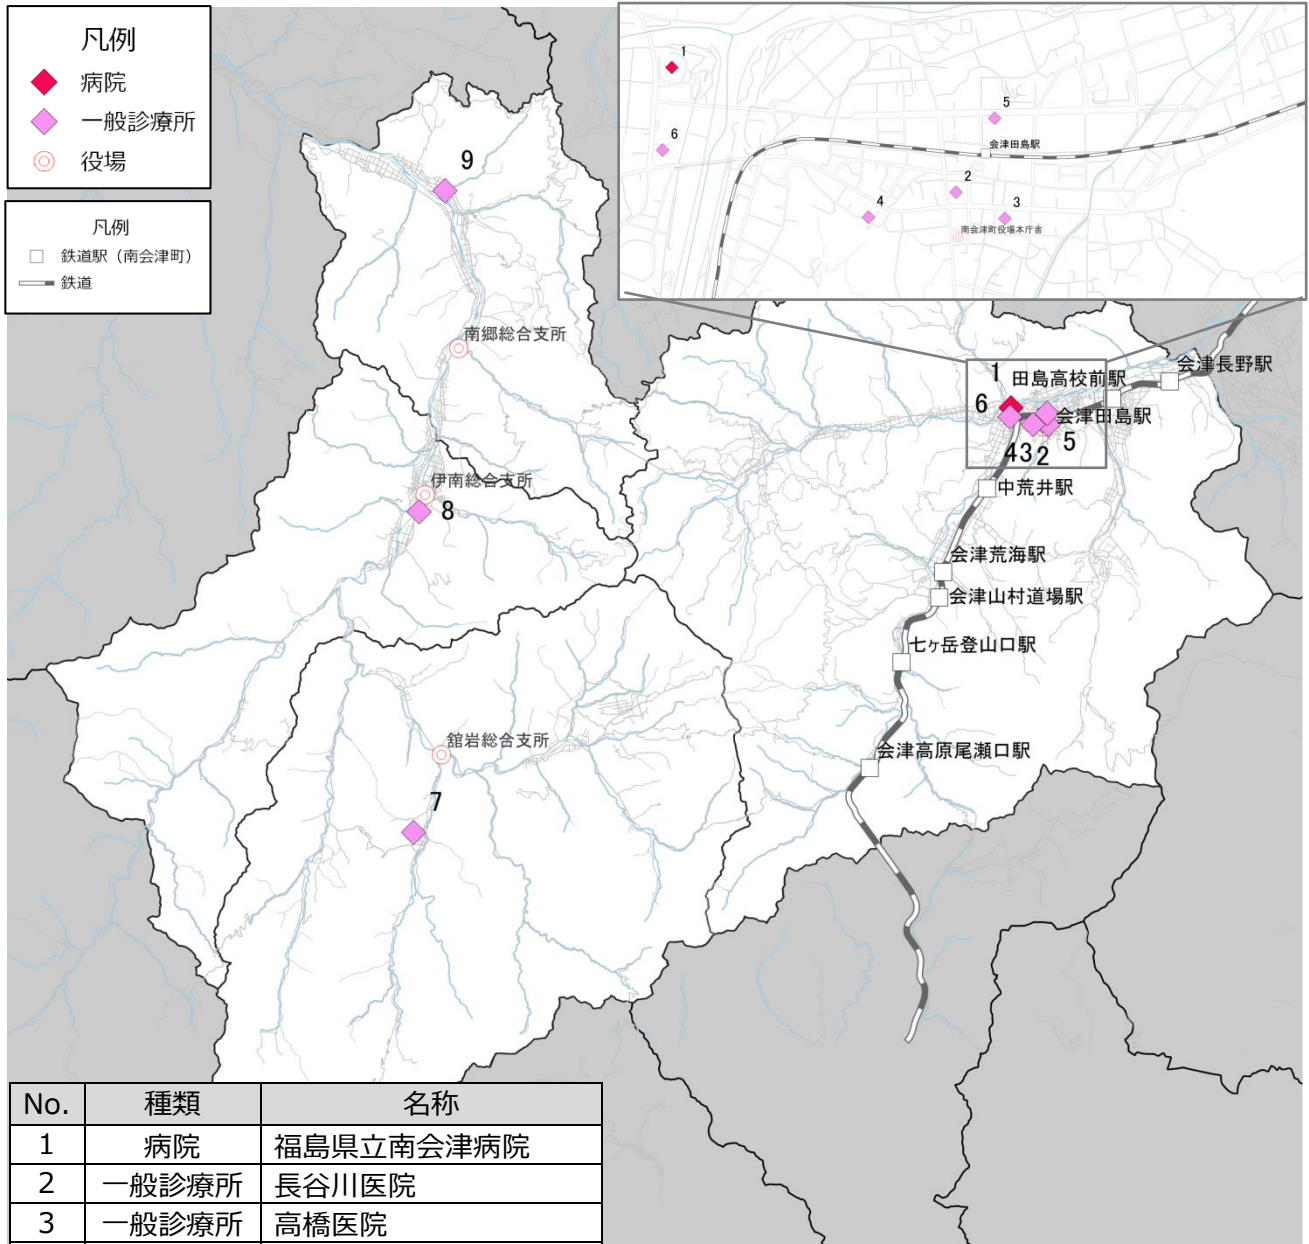 凡例
病院
一般診療所
役場
凡例
鉄道駅（南会津町）
鉄道
1
5
6
会津田島駅
2
4
3
南会津町役場本庁舎
9
南郷総合支所
伊南総合支所
8
舘岩総合支所
7
1
田島高校前駅
会津長野駅
6
会津田島駅
4
3
2
5
中荒井駅
会津荒海駅
会津山村道場駅
七ヶ岳登山口駅
会津高原尾瀬口駅
No. 種類 名称
1 病院 福島県立南会津病院
2 一般診療所 長谷川医院
3 一般診療所 高橋医院